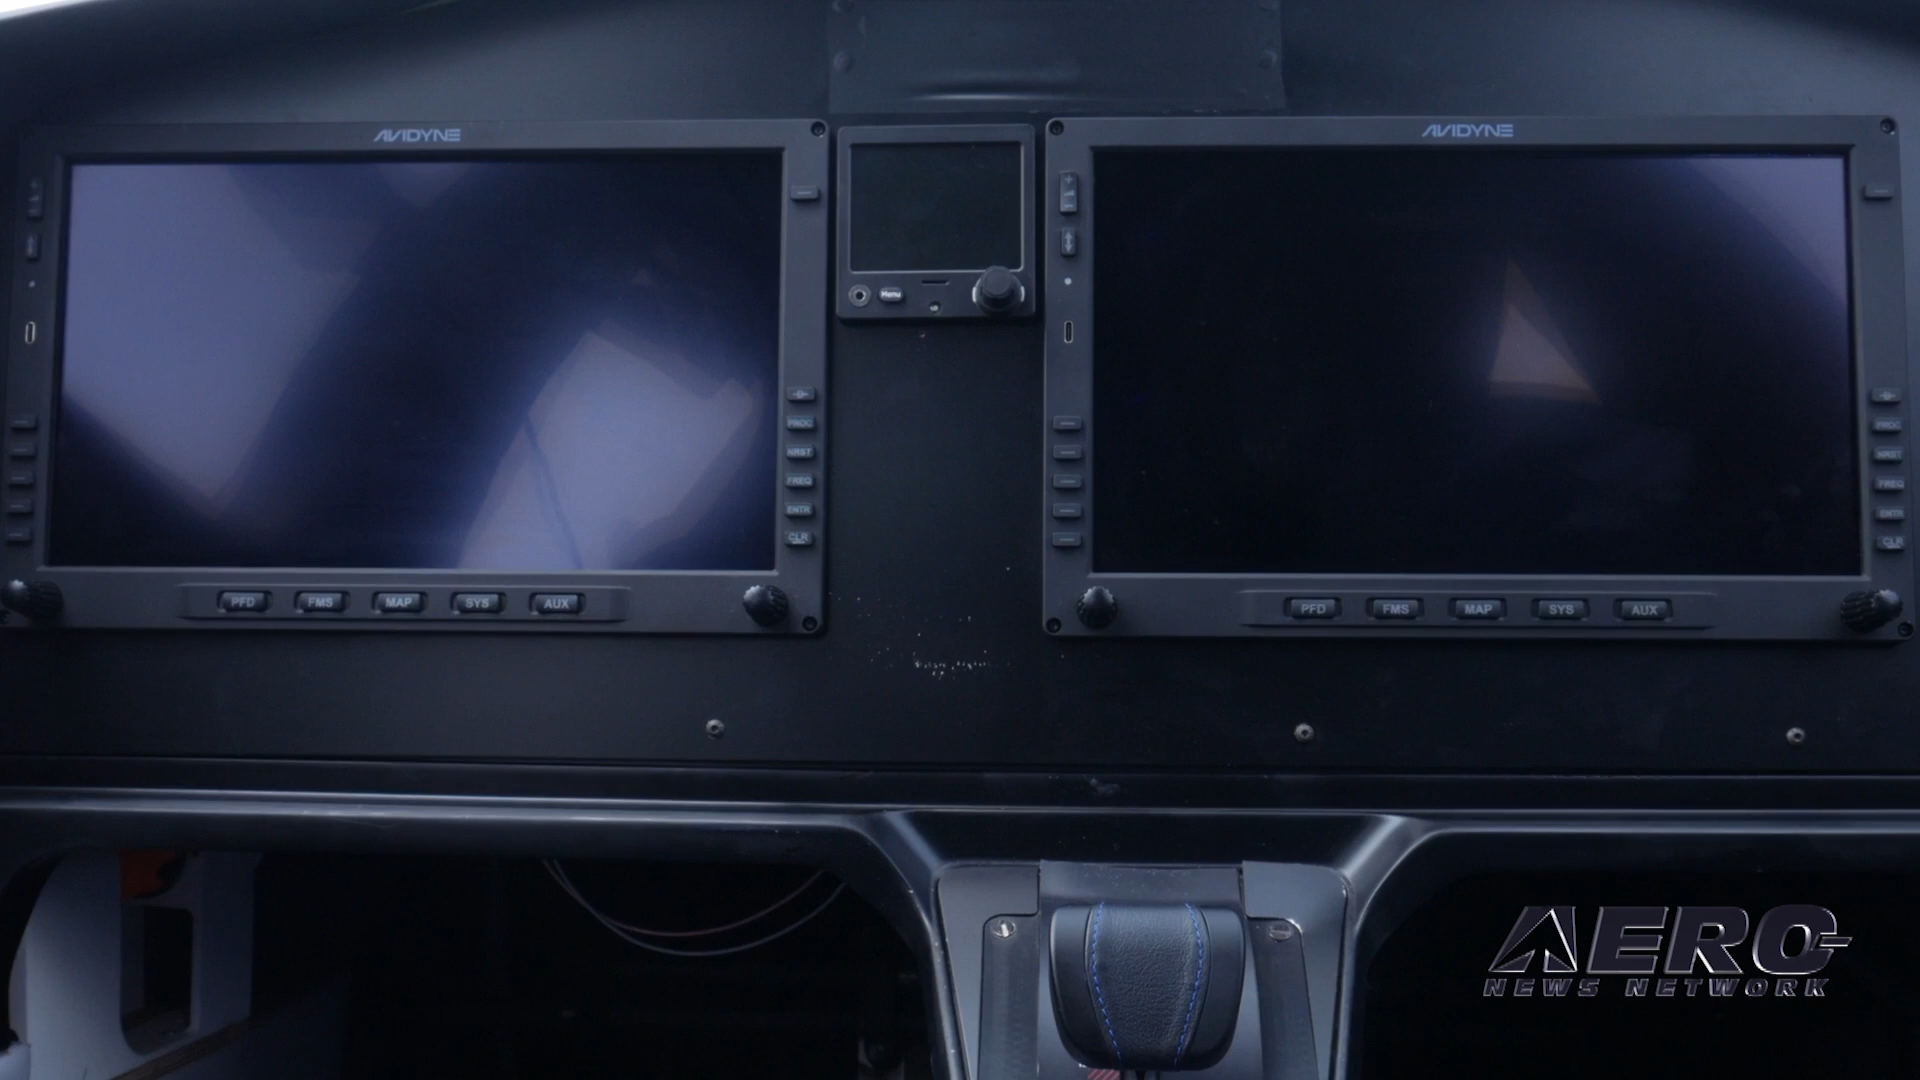 AVIDYNE
AVIDYNE
Menu
PROC
NRST
FREQ
ENTR
CLR
PROC
NRST
FREQ
ENTR
CLR
PFD FMS MAP SYS AUX
PFD FMS MAP SYS AUX
AERO
NEWS NETWORK